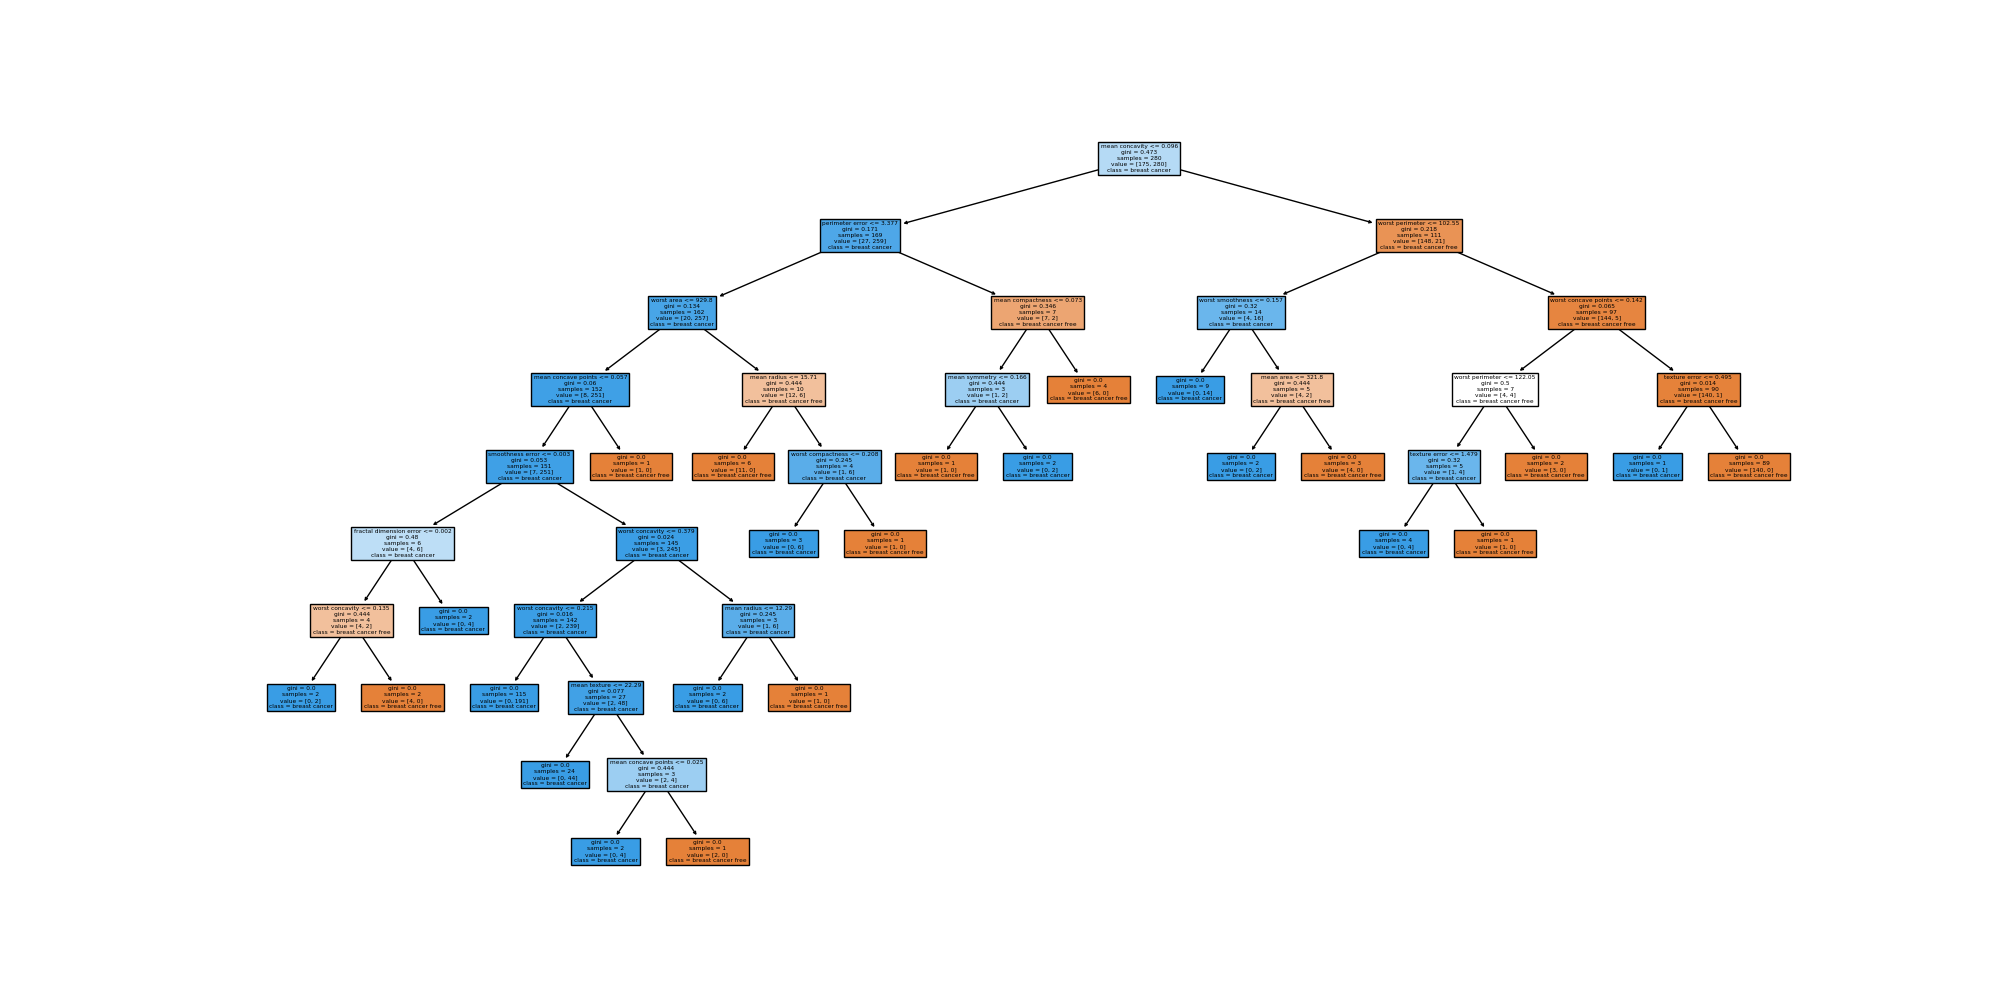 mean concavity <= 0.096
gini = 0.473
samples = 280
value = [175, 280]
class = breast cancer
perimeter error <= 3.377
gini = 0.171
samples = 169
value = [27, 259]
class = breast cancer
worst perimeter <= 102.55
gini = 0.218
samples = 111
value = [148, 21]
class = breast cancer free
worst area <= 929.8
gini = 0.134
samples = 162
value = [20, 257]
class = breast cancer
mean compactness <= 0.073
gini = 0.346
samples = 7
value = [7, 2]
class = breast cancer free
worst smoothness <= 0.157
gini = 0.32
samples = 14
value = [4, 16]
class = breast cancer
worst concave points <= 0.142
gini = 0.065
samples = 97
value = [144, 5]
class = breast cancer free
mean concave points <= 0.057
gini = 0.06
samples = 152
value = [8, 251]
class = breast cancer
mean radius <= 15.71
gini = 0.444
samples = 10
value = [12, 6]
class = breast cancer free
mean symmetry <= 0.166
gini = 0.444
samples = 3
value = [1, 2]
class = breast cancer
gini = 0.0
samples = 4
value = [6, 0]
class = breast cancer free
gini = 0.0
samples = 9
value = [0, 14]
class = breast cancer
mean area <= 321.8
gini = 0.444
samples = 5
value = [4, 2]
class = breast cancer free
worst perimeter <= 122.05
gini = 0.5
samples = 7
value = [4, 4]
class = breast cancer free
texture error <= 0.495
gini = 0.014
samples = 90
value = [140, 1]
class = breast cancer free
smoothness error <= 0.003
gini = 0.053
samples = 151
value = [7, 251]
class = breast cancer
gini = 0.0
samples = 1
value = [1, 0]
class = breast cancer free
gini = 0.0
samples = 6
value = [11, 0]
class = breast cancer free
worst compactness <= 0.208
gini = 0.245
samples = 4
value = [1, 6]
class = breast cancer
gini = 0.0
samples = 1
value = [1, 0]
class = breast cancer free
gini = 0.0
samples = 2
value = [0, 2]
class = breast cancer
gini = 0.0
samples = 2
value = [0, 2]
class = breast cancer
gini = 0.0
samples = 3
value = [4, 0]
class = breast cancer free
texture error <= 1.479
gini = 0.32
samples = 5
value = [1, 4]
class = breast cancer
gini = 0.0
samples = 2
value = [3, 0]
class = breast cancer free
gini = 0.0
samples = 1
value = [0, 1]
class = breast cancer
gini = 0.0
samples = 89
value = [140, 0]
class = breast cancer free
fractal dimension error <= 0.002
gini = 0.48
samples = 6
value = [4, 6]
class = breast cancer
worst concavity <= 0.379
gini = 0.024
samples = 145
value = [3, 245]
class = breast cancer
gini = 0.0
samples = 3
value = [0, 6]
class = breast cancer
gini = 0.0
samples = 1
value = [1, 0]
class = breast cancer free
gini = 0.0
samples = 4
value = [0, 4]
class = breast cancer
gini = 0.0
samples = 1
value = [1, 0]
class = breast cancer free
worst concavity <= 0.135
gini = 0.444
samples = 4
value = [4, 2]
class = breast cancer free
gini = 0.0
samples = 2
value = [0, 4]
class = breast cancer
worst concavity <= 0.215
gini = 0.016
samples = 142
value = [2, 239]
class = breast cancer
mean radius <= 12.29
gini = 0.245
samples = 3
value = [1, 6]
class = breast cancer
gini = 0.0
samples = 2
value = [0, 2]
class = breast cancer
gini = 0.0
samples = 2
value = [4, 0]
class = breast cancer free
gini = 0.0
samples = 115
value = [0, 191]
class = breast cancer
mean texture <= 22.29
gini = 0.077
samples = 27
value = [2, 48]
class = breast cancer
gini = 0.0
samples = 2
value = [0, 6]
class = breast cancer
gini = 0.0
samples = 1
value = [1, 0]
class = breast cancer free
gini = 0.0
samples = 24
value = [0, 44]
class = breast cancer
mean concave points <= 0.025
gini = 0.444
samples = 3
value = [2, 4]
class = breast cancer
gini = 0.0
samples = 2
value = [0, 4]
class = breast cancer
gini = 0.0
samples = 1
value = [2, 0]
class = breast cancer free